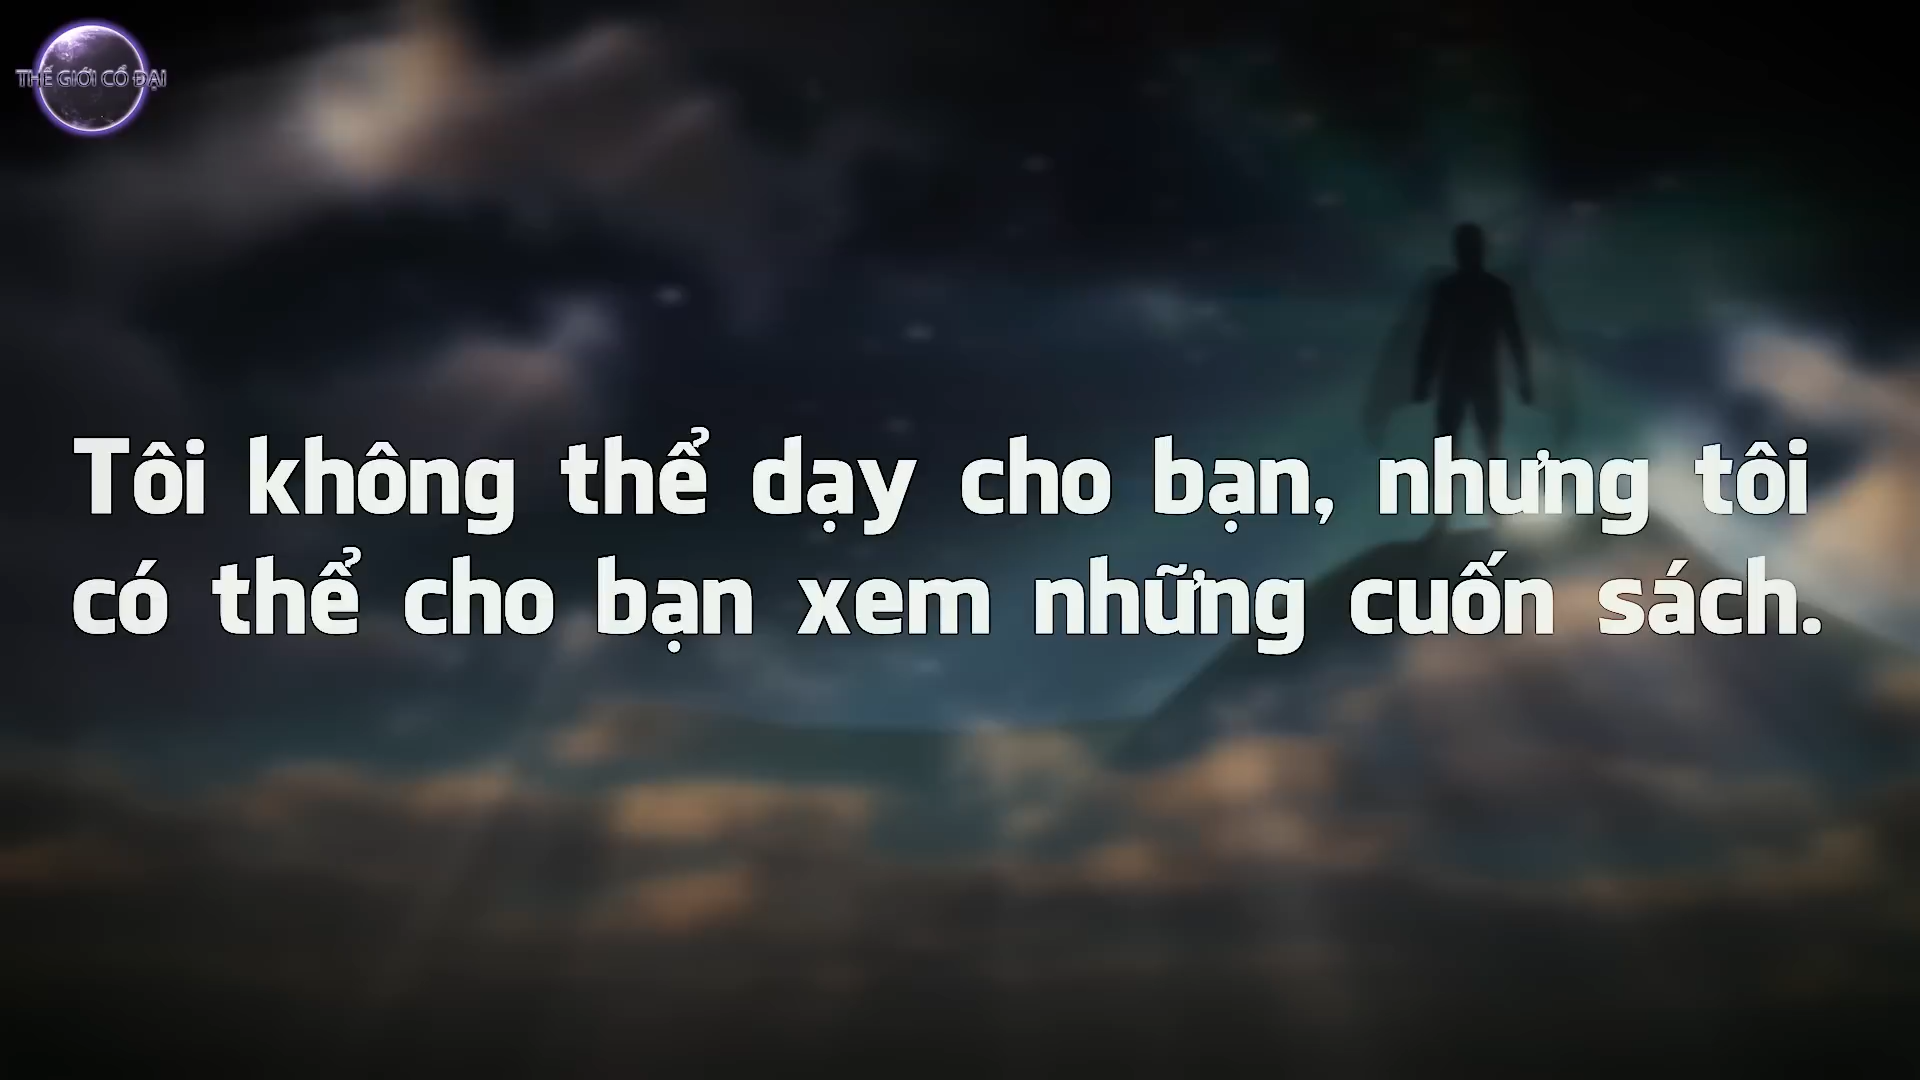 THẾ GIỚI CỔ ĐẠI
Tôi không thể dạy cho bạn, nhưng tôi
có thể cho bạn xem những cuốn sách.